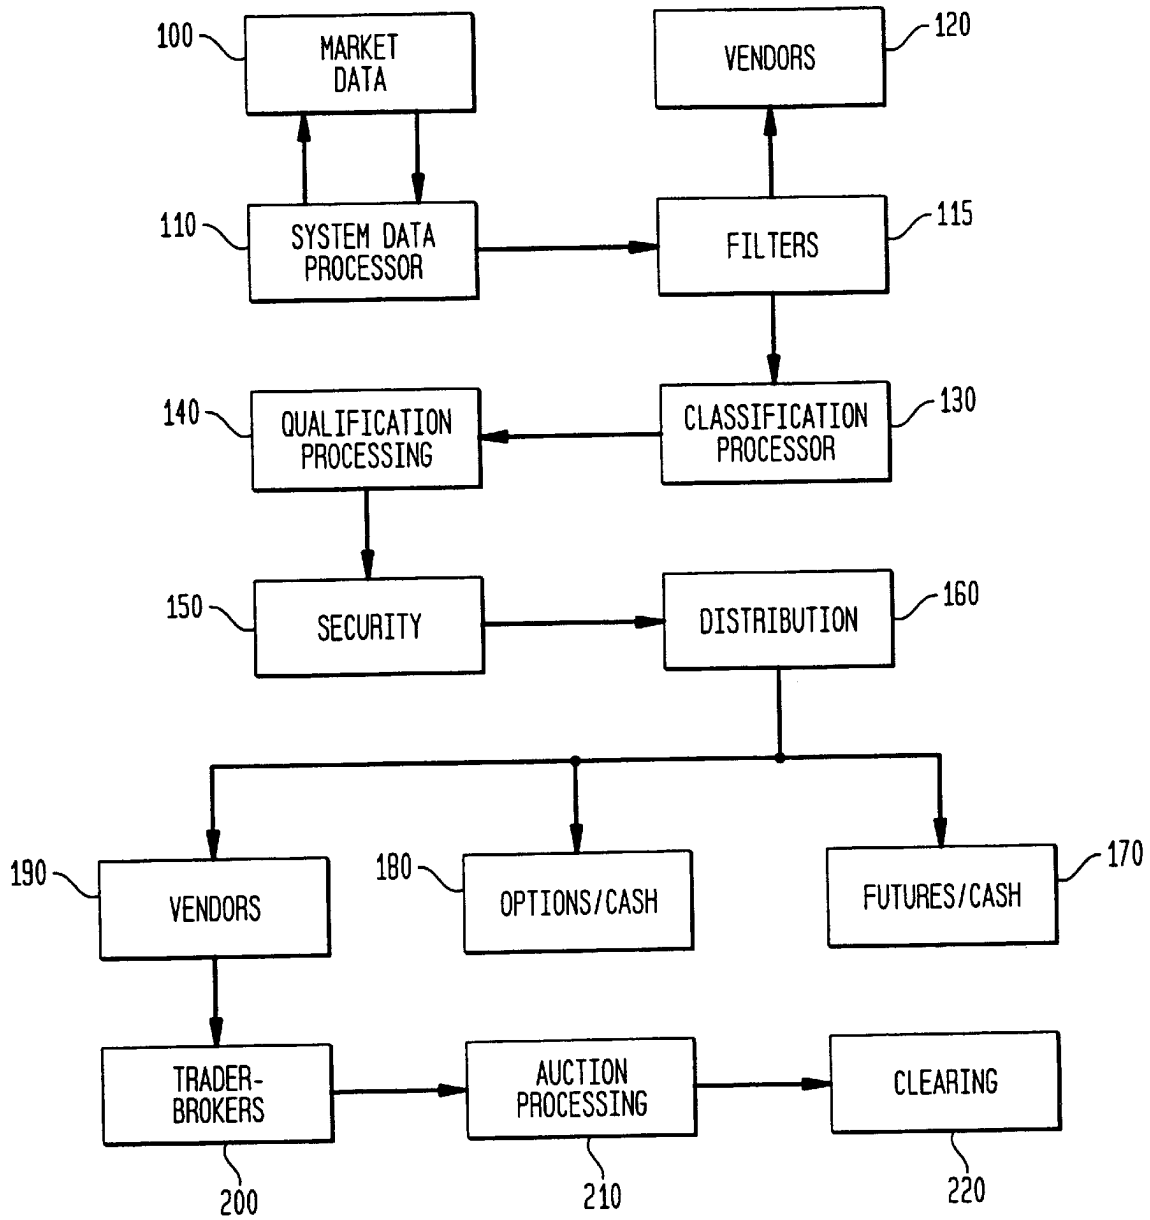 100
MARKET
DATA
VENDORS
120
110
SYSTEM DATA
PROCESSOR
FILTERS
115
140
QUALIFICATION
PROCESSING
CLASSIFICATION
PROCESSOR
130
150
SECURITY
DISTRIBUTION
160
190
VENDORS
180
OPTIONS/CASH
FUTURES/CASH
170
TRADER-
BROKERS
200
AUCTION
PROCESSING
210
CLEARING
220